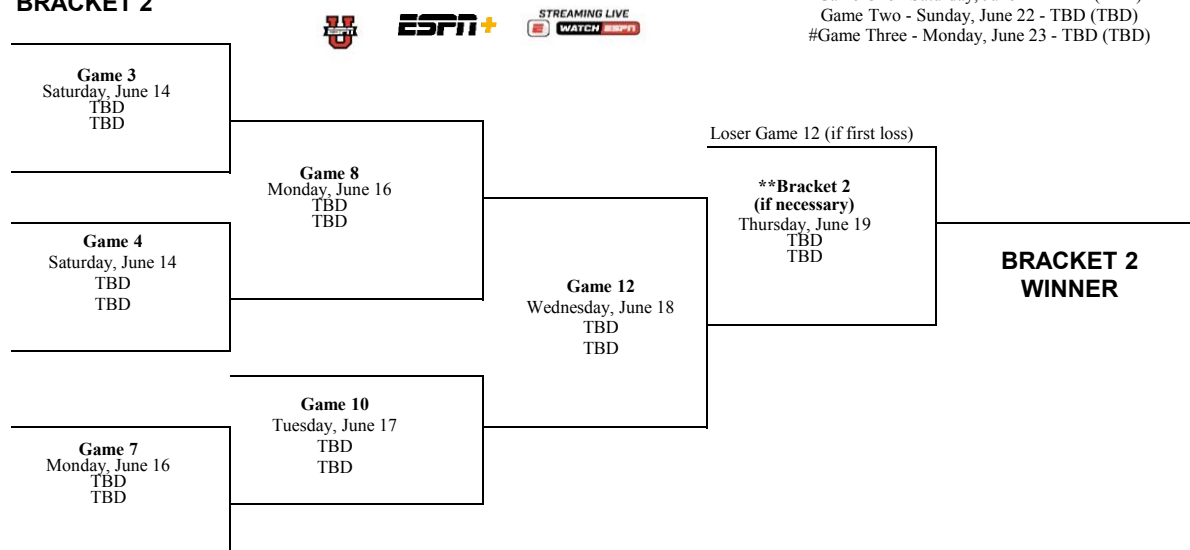 BRACKET 2
U
ESPN+
STREAMING LIVE
WATCH ESPN
Game Two - Sunday, June 22 - TBD (TBD)
#Game Three - Monday, June 23 - TBD (TBD)
Game 3
Saturday, June 14
TBD
TBD
Game 8
Monday, June 16
TBD
TBD
Game 4
Saturday, June 14
TBD
TBD
Game 12
Wednesday, June 18
TBD
TBD
Loser Game 12 (if first loss)
**Bracket 2
(if necessary)
Thursday, June 19
TBD
TBD
BRACKET 2
WINNER
Game 10
Tuesday, June 17
TBD
TBD
Game 7
Monday, June 16
TBD
TBD